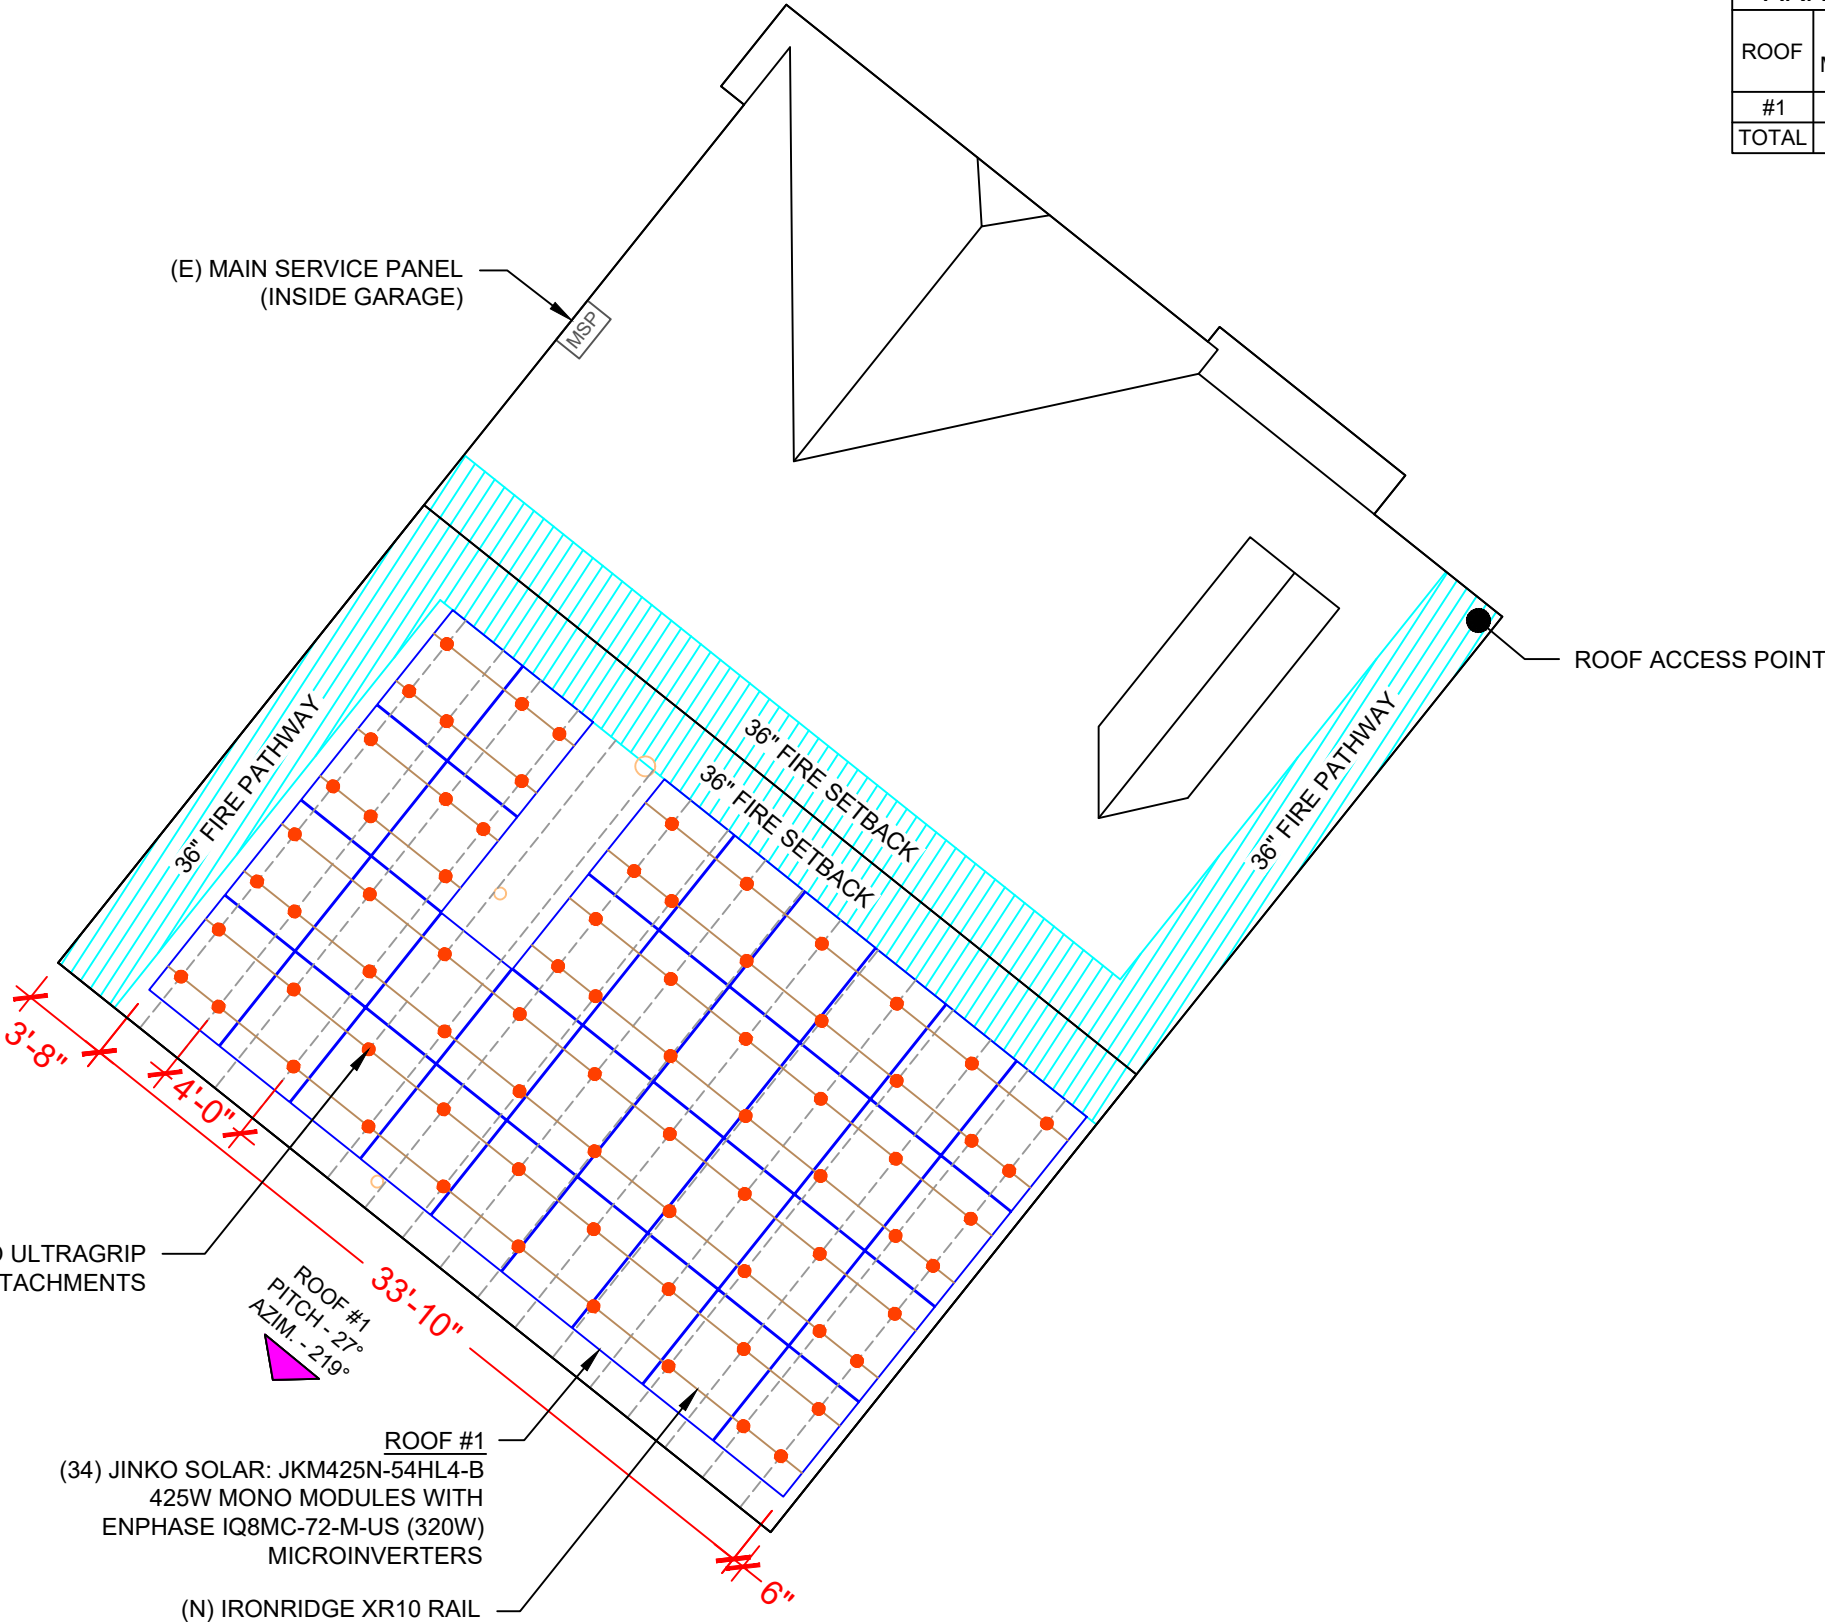 ROOF
#1
TOTAL
(E) MAIN SERVICE PANEL
(INSIDE GARAGE)
MSP
ROOF ACCESS POINT
36" FIRE PATHWAY
36" FIRE SETBACK
36" FIRE SETBACK
36" FIRE PATHWAY
3'-8"
4'-0"
33'-10"
6"
ULTRAGRIP
ROOF #1
PITCH - 27°
AZIM. - 219°
ROOF #1
(34) JINKO SOLAR: JKM425N-54HL4-B
425W MONO MODULES WITH
ENPHASE IQ8MC-72-M-US (320W)
MICROINVERTERS
(N) IRONRIDGE XR10 RAIL